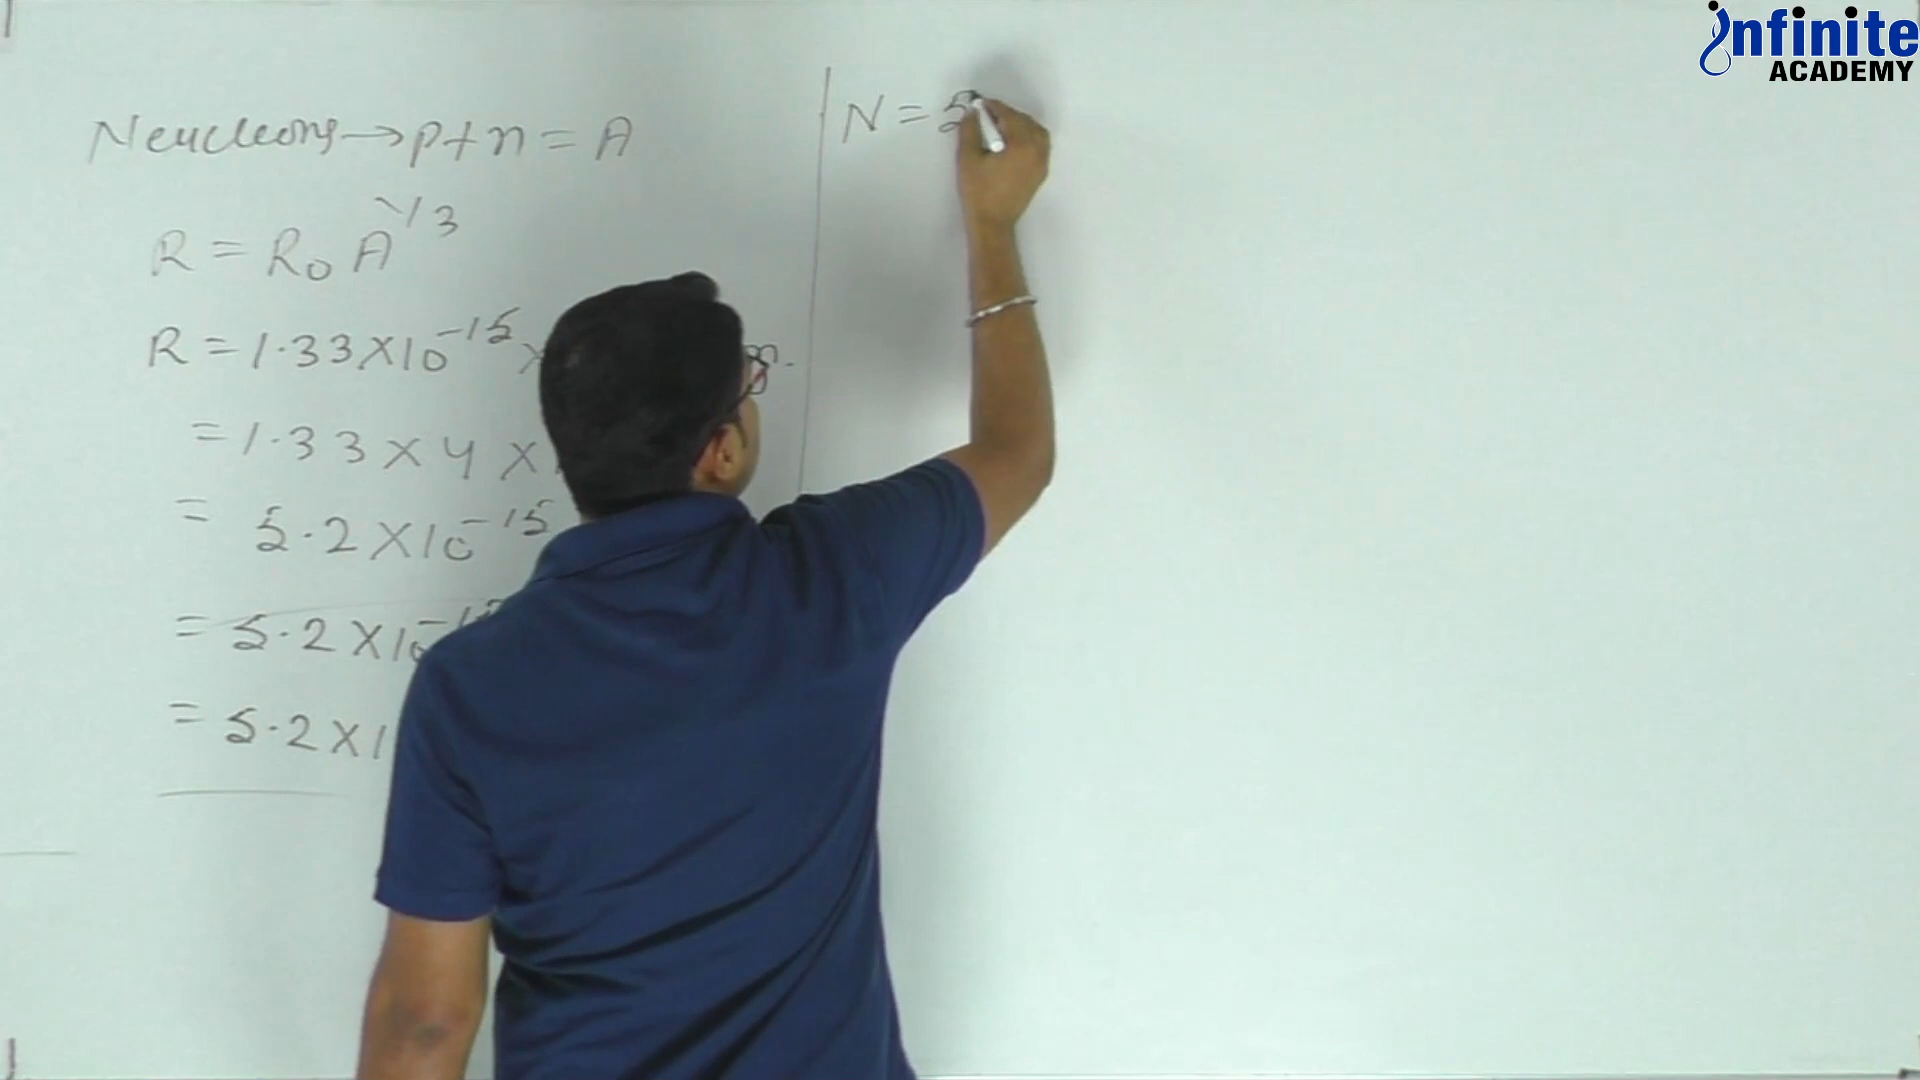 infinite
ACADEMY
Neucleons → p+n = A
R = R₀ A^1/3
R = 1.33 × 10^-15 × m.
= 1.33 × 4 ×
= 5.2 × 10^-15
= 5.2 × 10
= 5.2 × 1
N = 5